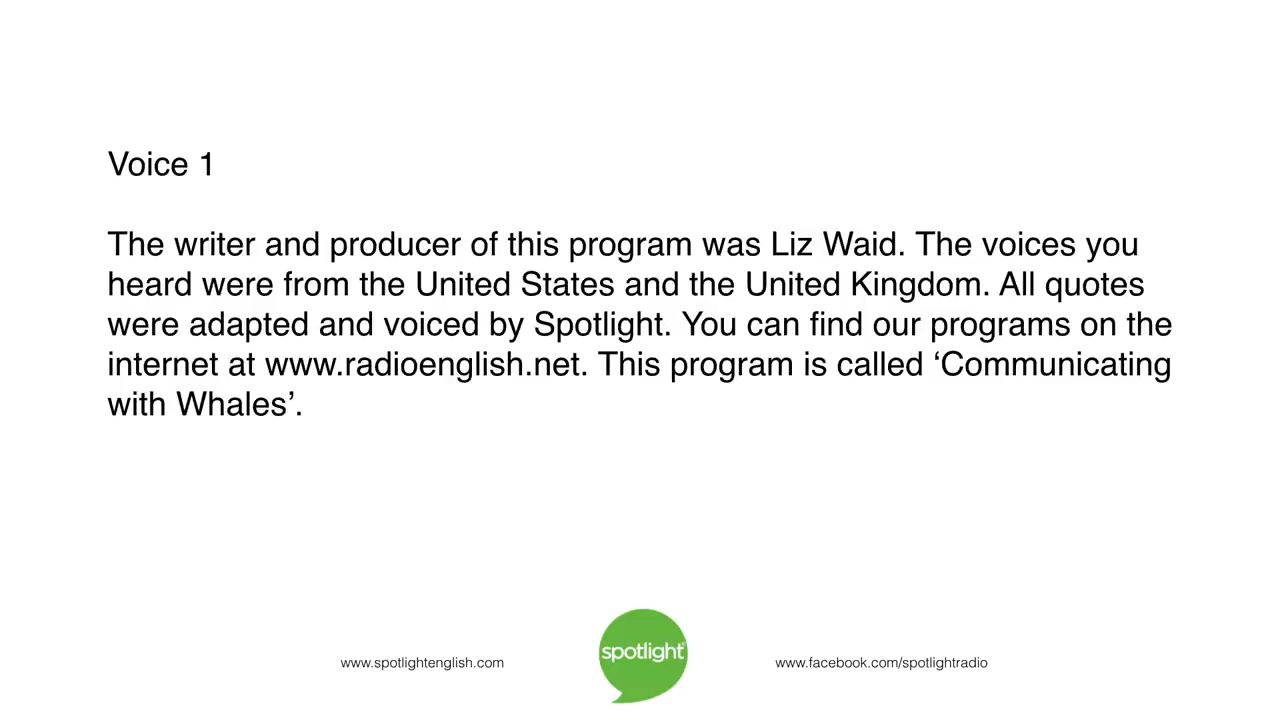 Voice 1
The writer and producer of this program was Liz Waid. The voices you
heard were from the United States and the United Kingdom. All quotes
were adapted and voiced by Spotlight. You can find our programs on the
internet at www.radioenglish.net. This program is called ‘Communicating
with Whales’.
www.spotlightenglish.com
spotlight
www.facebook.com/spotlightradio